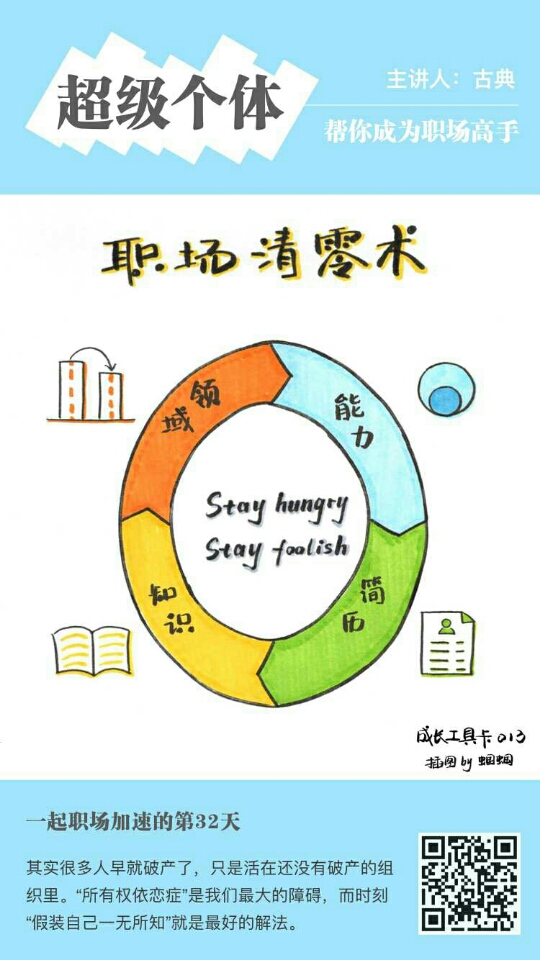 超级个体
主讲人：古典
帮你成为职场高手
职场清零术
领域
能力
Stay hungry
Stay foolish
知识
简历
成长工具卡013
插图by蝈蝈
一起职场加速的第32天
其实很多人早就破产了，只是活在还没有破产的组
织里。“所有权依恋症”是我们最大的障碍，而时刻
“假装自己一无所知”就是最好的解法。